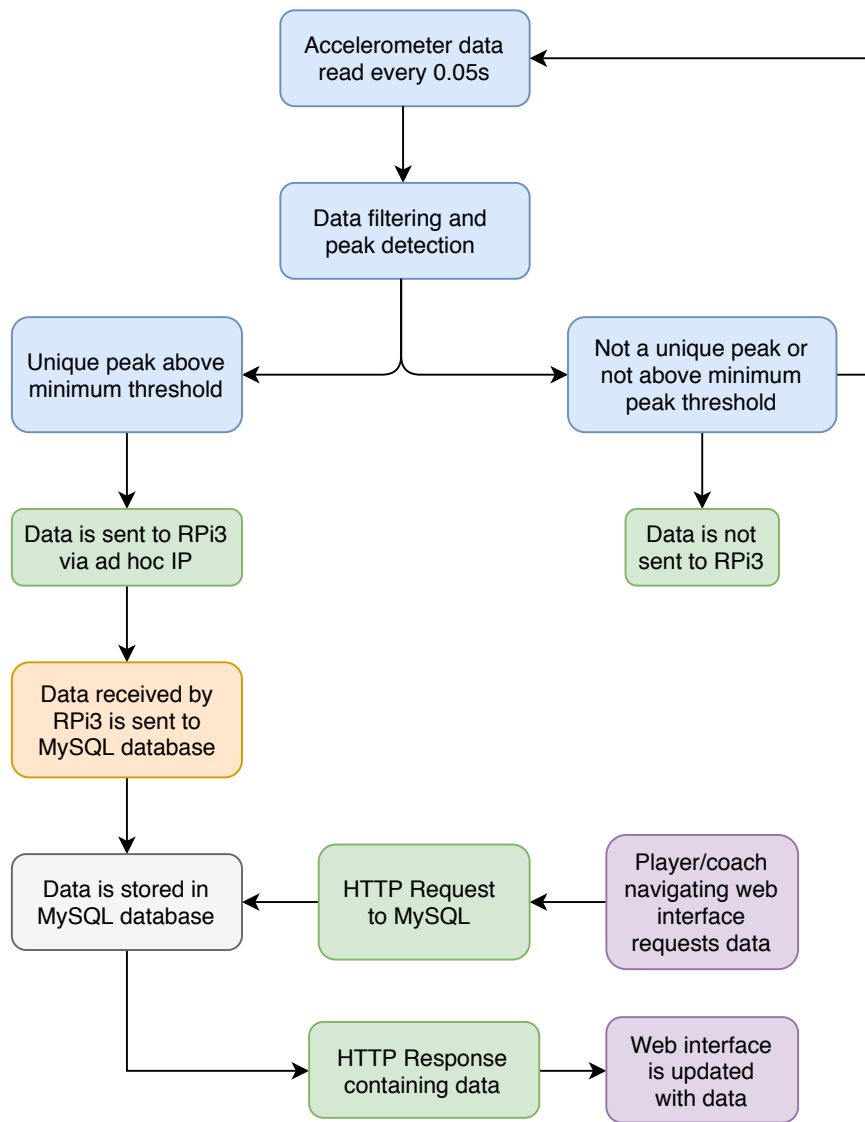 Accelerometer data
read every 0.05s
Data filtering and
peak detection
Unique peak above
minimum threshold
Not a unique peak or
not above minimum
peak threshold
Data is sent to RPi3
via ad hoc IP
Data is not
sent to RPi3
Data received by
RPi3 is sent to
MySQL database
Data is stored in
MySQL database
HTTP Request
to MySQL
Player/coach
navigating web
interface
requests data
HTTP Response
containing data
Web interface
is updated
with data